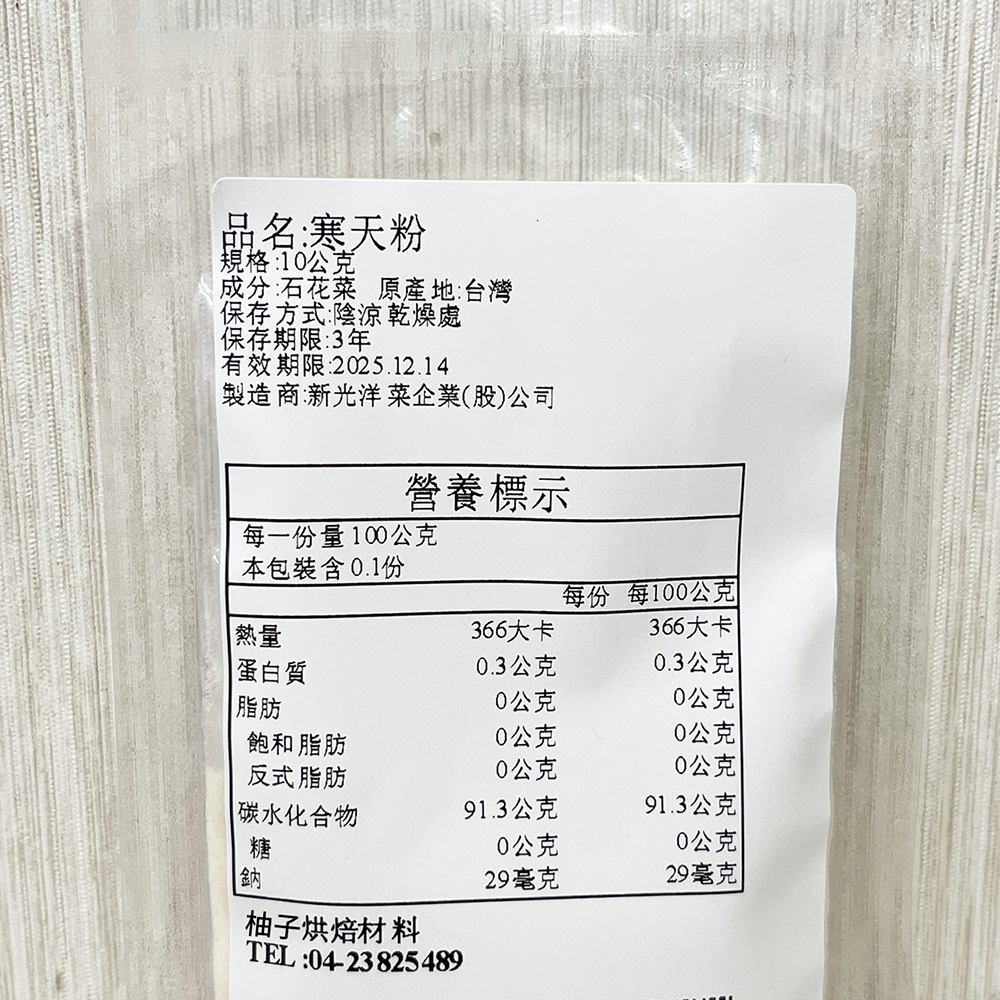 品名:寒天粉
規格:10公克
成分:石花菜 原產地:台灣
保存方式:陰涼乾燥處
保存期限:3年
有效期限:2025.12.14
製造商:新光洋菜企業(股)公司
營養標示
每一份量100公克
本包裝含0.1份
每份 每100公克
熱量 366大卡 366大卡
蛋白質 0.3公克 0.3公克
脂肪 0公克 0公克
飽和脂肪 0公克 0公克
反式脂肪 0公克 0公克
碳水化合物 91.3公克 91.3公克
糖 0公克 0公克
鈉 29毫克 29毫克
柚子烘焙材料
TEL:04-23825489